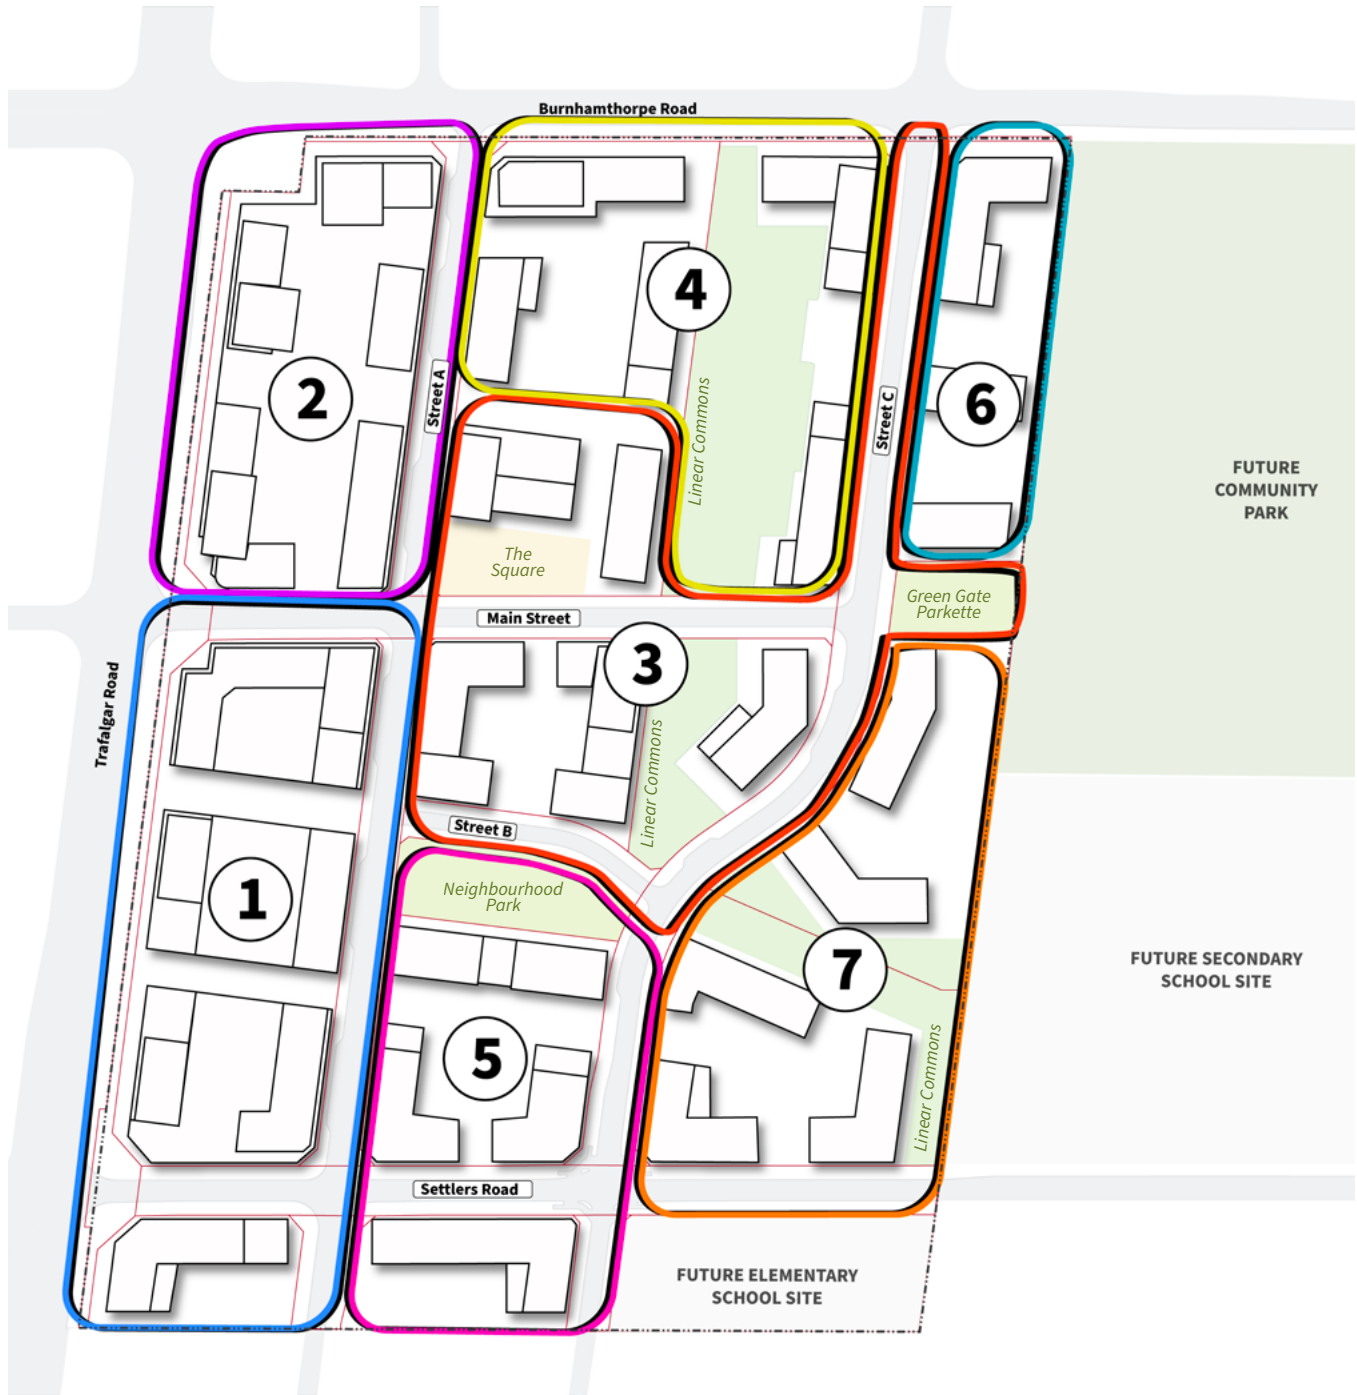 Burnhamthorpe Road
4
2
Street A
Linear Commons
Street C
6
FUTURE
COMMUNITY
PARK
The
Square
Green Gate
Parkette
Main Street
3
Trafalgar Road
Linear Commons
Street B
1
Neighbourhood
Park
7
FUTURE SECONDARY
SCHOOL SITE
5
Linear Commons
Settlers Road
FUTURE ELEMENTARY
SCHOOL SITE